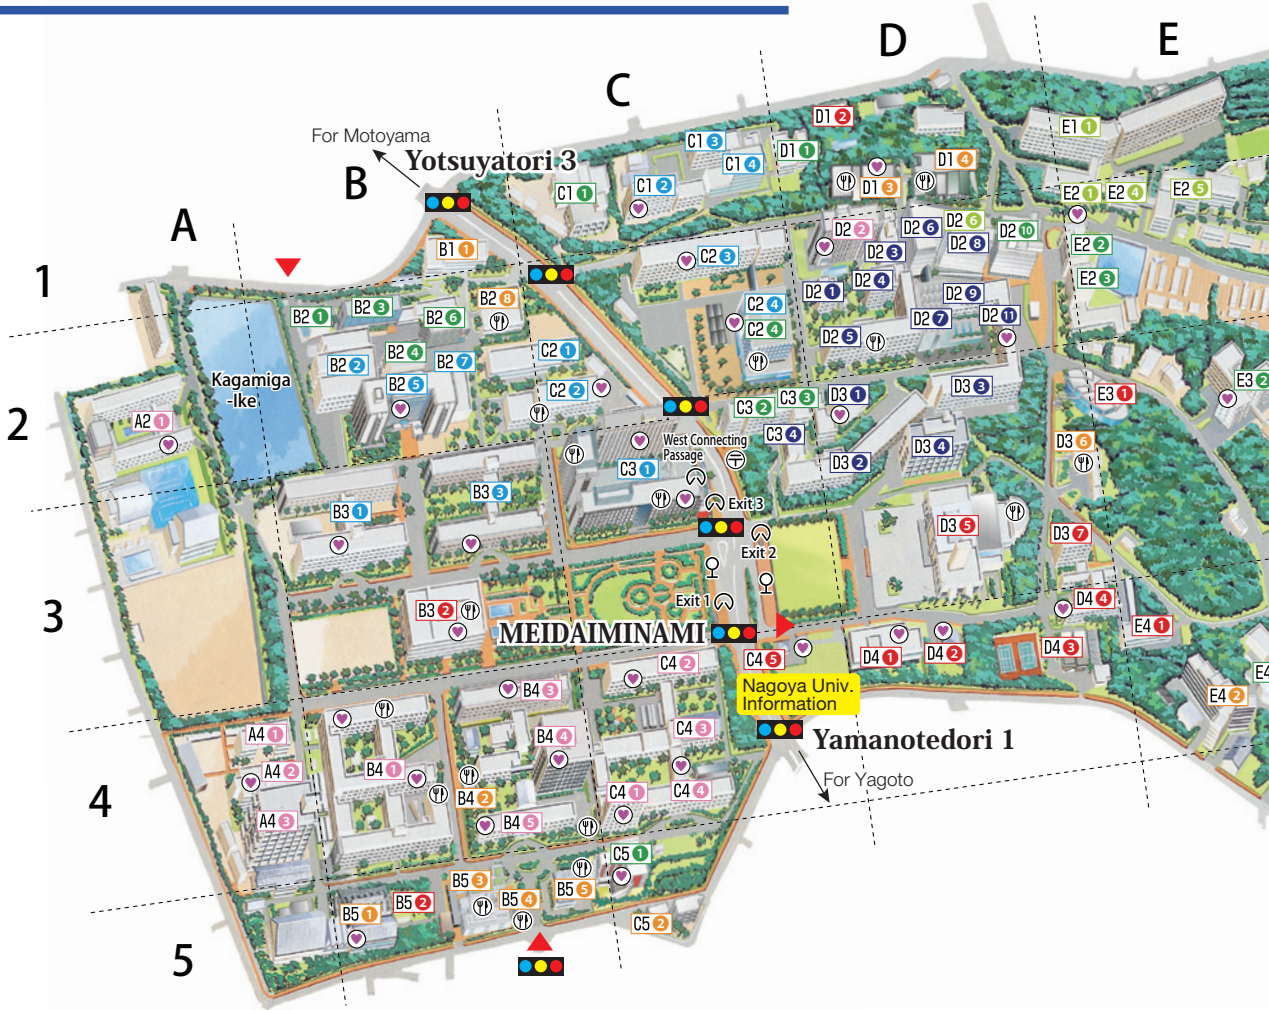 D
E
C
For Motoyama
Yotsuyatori 3
B
A
1
2
3
4
5
D1 2
E1 1
C1 3
D1 1
C1 4
D1 4
C1 2
D1 3
C1 1
E2 1
E2 4
E2 5
B1 1
D2 2
D2 6
D2 6
D2 10
D2 8
E2 2
C2 3
D2 3
E2 3
D2 4
D2 1
D2 9
B2 8
C2 4
B2 3
B2 1
B2 6
C2 4
D2 7
D2 11
D2 5
B2 4
C2 1
B2 2
B2 7
Kagamiga
-Ike
B2 5
C2 2
D3 3
E3 2
D3 1
C3 3
E3 1
C3 2
A2 1
C3 4
West Connecting
Passage
D3 6
D3 4
C3 1
D3 2
B3 3
B3 1
Exit 3
D3 5
D3 7
Exit 2
Exit 1
B3 2
MEIDAIMINAMI
D4 4
E4 1
C4 5
C4 2
D4 1
D4 2
D4 3
E4
B4 3
Nagoya Univ.
Information
E4 2
C4 3
A4 1
B4 4
Yamanotedori 1
A4 2
B4 1
For Yagoto
B4 2
C4 1
C4 4
A4 3
B4 5
C5 1
B5 3
B5 5
B5 4
B5 2
B5 1
C5 2